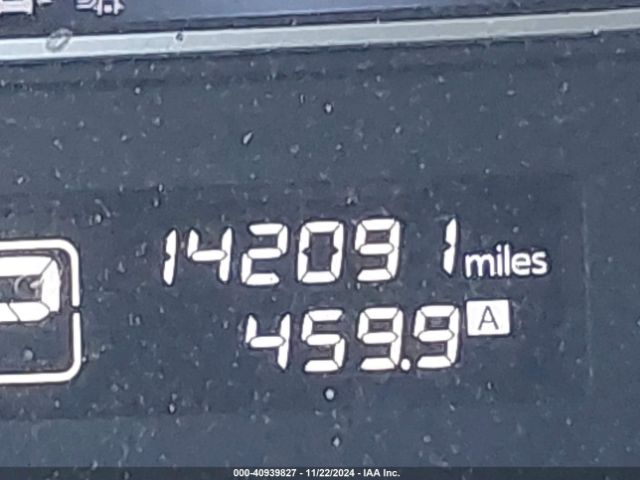 142091 miles
459.9 A
000-40939827 - 11/22/2024 - IAA Inc.